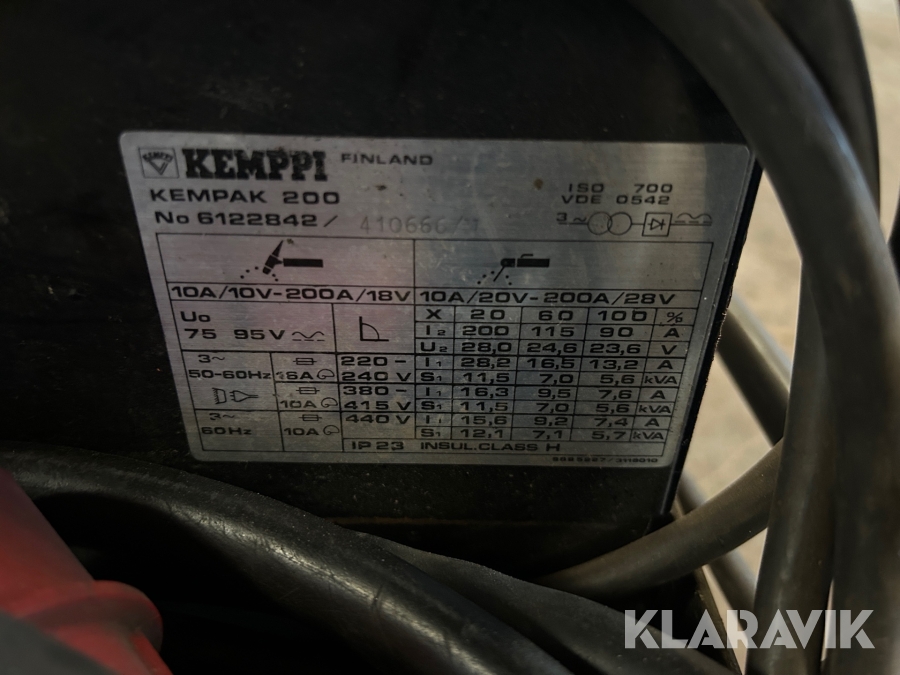 KEMPPI FINLAND
KEMPAK 200
ISO 700
VDE 0542
No 6122842/
3~
10A/10V-200A/18V 10A/20V-200A/28V
Uo X 20 60 100 %
75 95V I2 200 115 90 A
U2 28,0 24,6 23,6 V
3~ 220- I1 28,2 16,5 13,2 A
50-60Hz 16A 240 V S1 11,5 7,0 5,6 kVA
380- I1 16,3 9,5 7,6 A
10A 415 V S1 11,5 7,0 5,6 kVA
3~ 440 V I1 15,6 9,2 7,4 A
60Hz 10A S1 12,1 7,1 5,7 kVA
IP23 INSUL.CLASS H
KLARAVIK